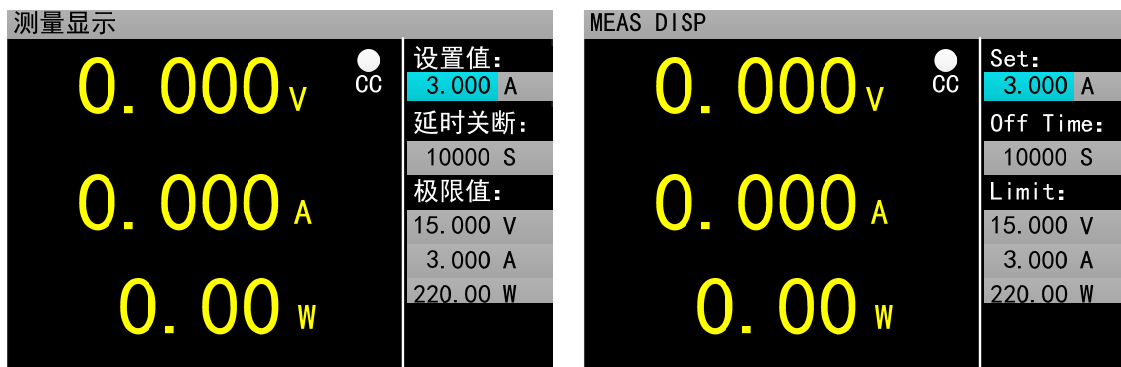 测量显示
0.000 V
CC
0.000 A
0.00 W
设置值:
3.000 A
延时关断:
10000 S
极限值:
15.000 V
3.000 A
220.00 W
MEAS DISP
0.000 V
CC
0.000 A
0.00 W
Set:
3.000 A
Off Time:
10000 S
Limit:
15.000 V
3.000 A
220.00 W